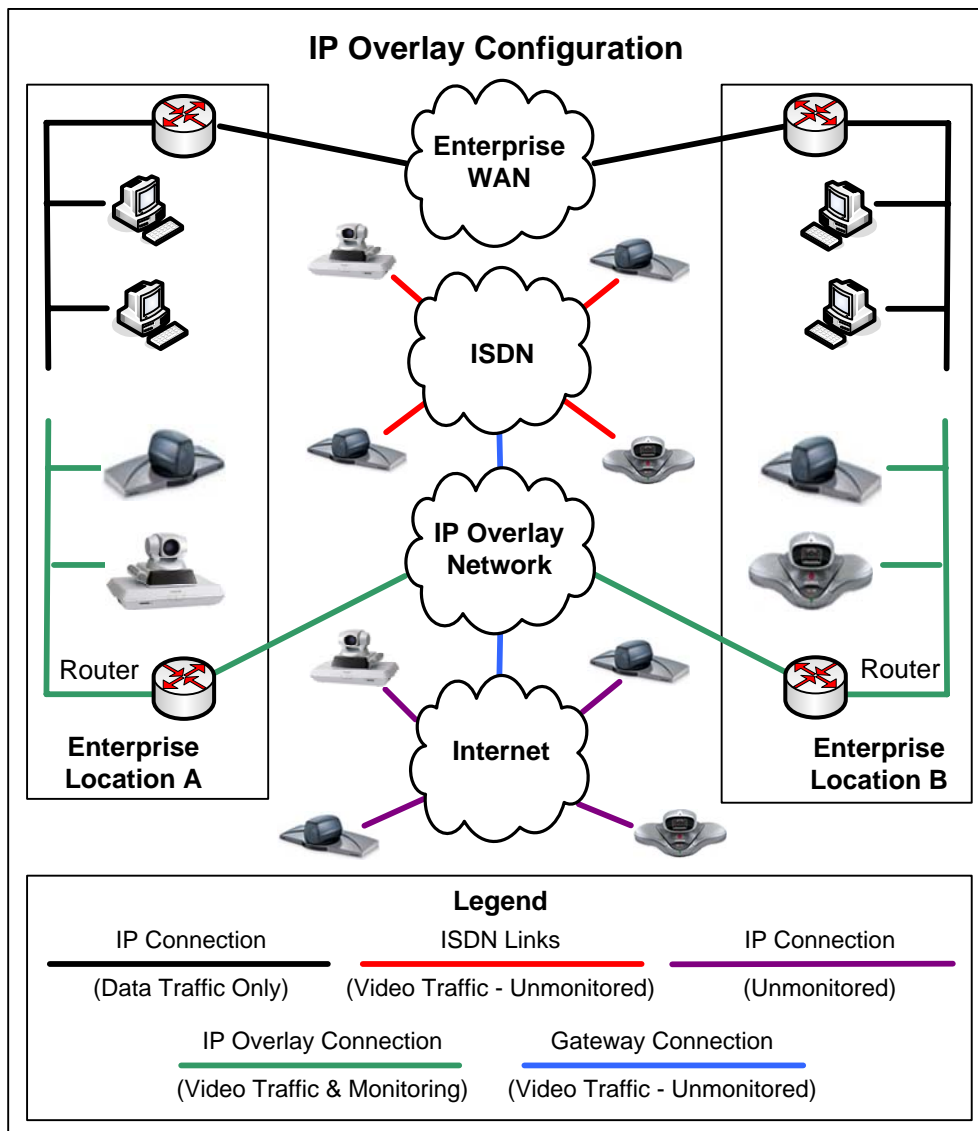 IP Overlay Configuration
Enterprise
WAN
ISDN
IP Overlay
Network
Router
Router
Enterprise
Location A
Internet
Enterprise
Location B
Legend
IP Connection
(Data Traffic Only)
ISDN Links
(Video Traffic - Unmonitored)
IP Connection
(Unmonitored)
IP Overlay Connection
(Video Traffic & Monitoring)
Gateway Connection
(Video Traffic - Unmonitored)